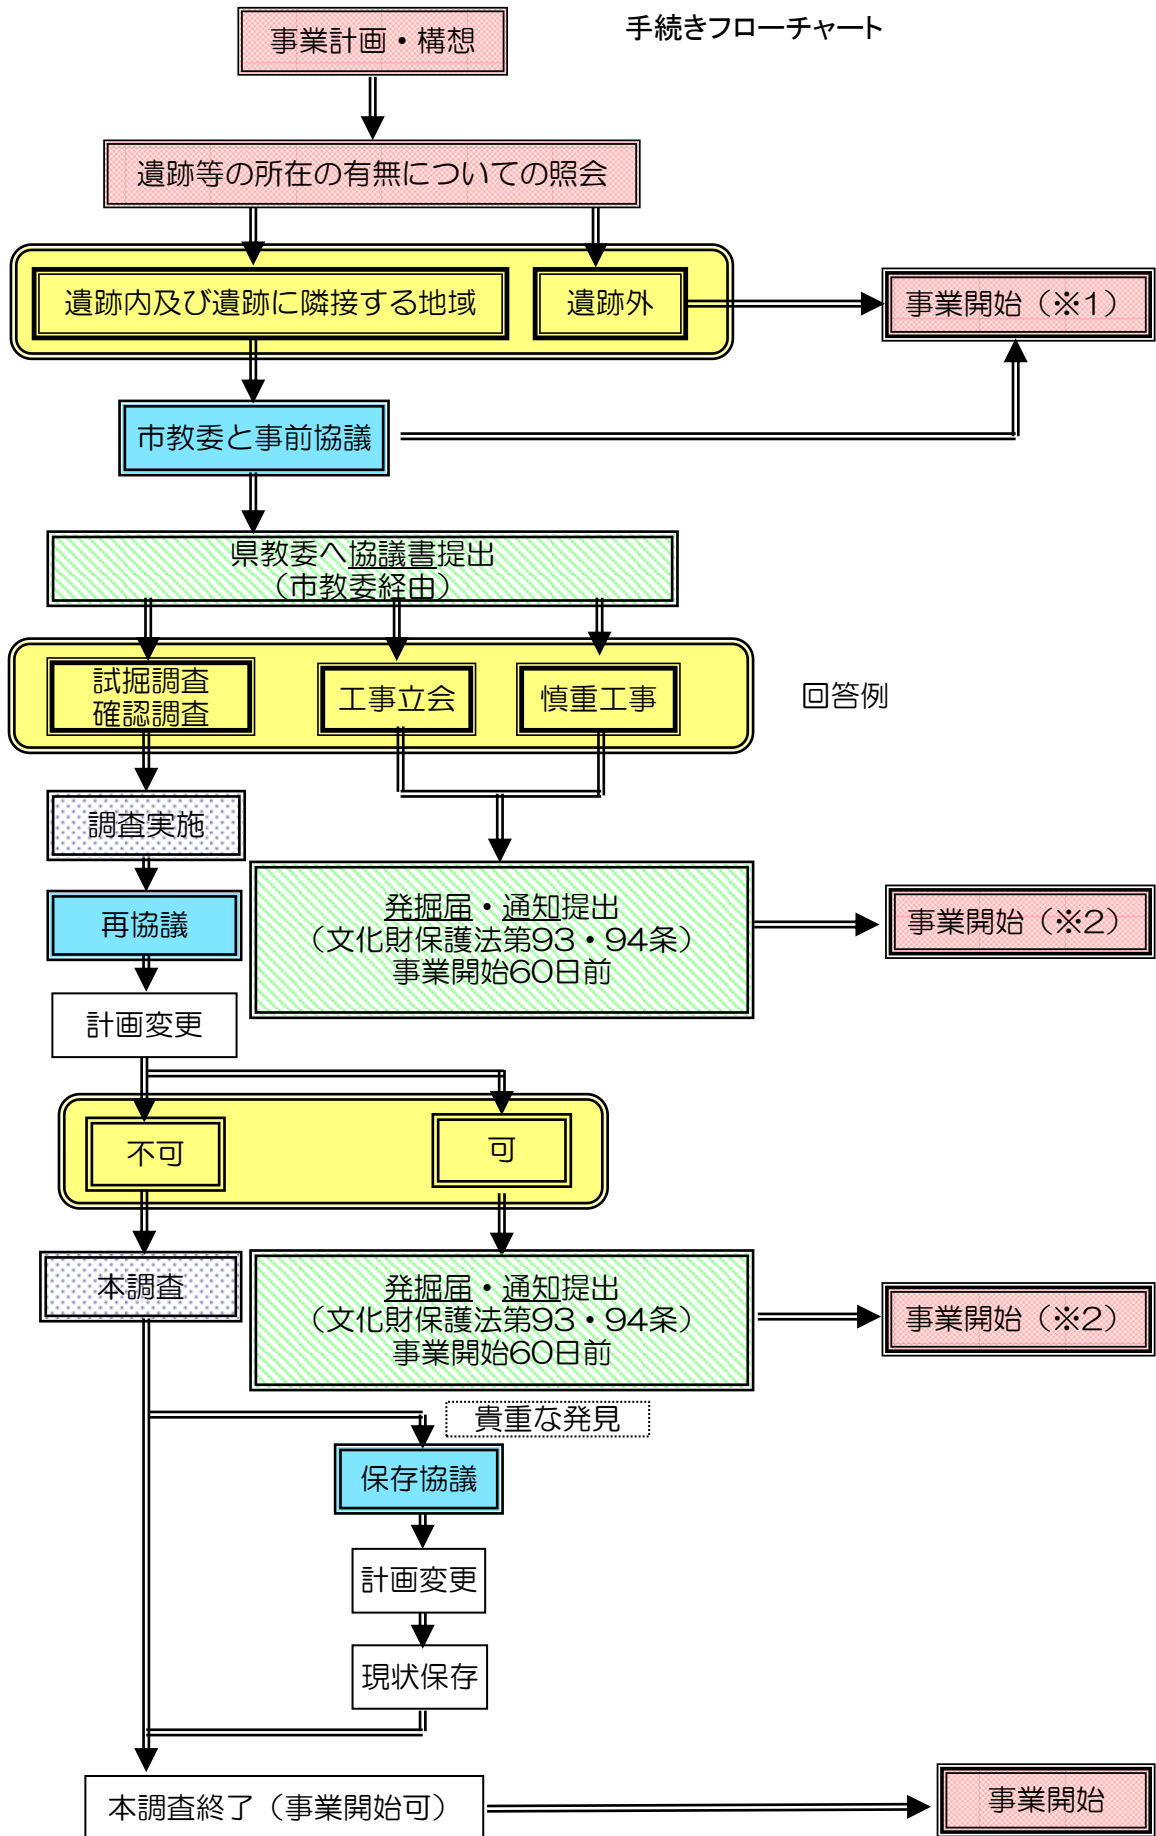 手続きフローチャート
事業計画・構想
遺跡等の所在の有無についての照会
遺跡内及び遺跡に隣接する地域
遺跡外
事業開始（※1）
市教委と事前協議
県教委へ協議書提出
（市教委経由）
試掘調査
確認調査
工事立会
慎重工事
回答例
調査実施
再協議
発掘届・通知提出
（文化財保護法第93・94条）
事業開始60日前
事業開始（※2）
計画変更
不可
可
本調査
発掘届・通知提出
（文化財保護法第93・94条）
事業開始60日前
事業開始（※2）
貴重な発見
保存協議
計画変更
現状保存
本調査終了（事業開始可）
事業開始